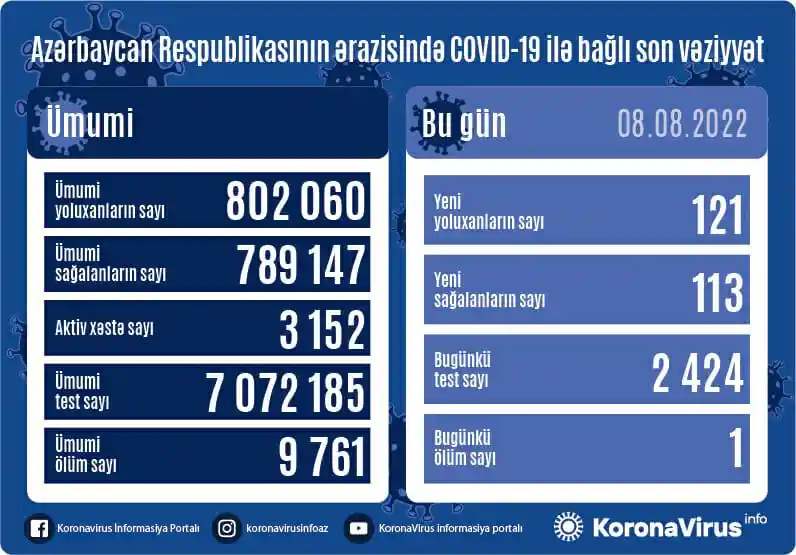 Azərbaycan Respublikasının ərazisində COVID-19 ilə bağlı son vəziyyət
Ümumi
Ümumi
yoluxanların sayı
802 060
Ümumi
sağalanların sayı
789 147
Aktiv xəstə sayı
3 152
Ümumi
test sayı
7 072 185
Ümumi
ölüm sayı
9 761
Bu gün
08.08.2022
Yeni
yoluxanların sayı
121
Yeni
sağalanların sayı
113
Bugünkü
test sayı
2 424
Bugünkü
ölüm sayı
1
Koronavirus İnformasiya Portalı
koronavirusinfoaz
KoronaVirus informasiya portalı
KoronaVirus info